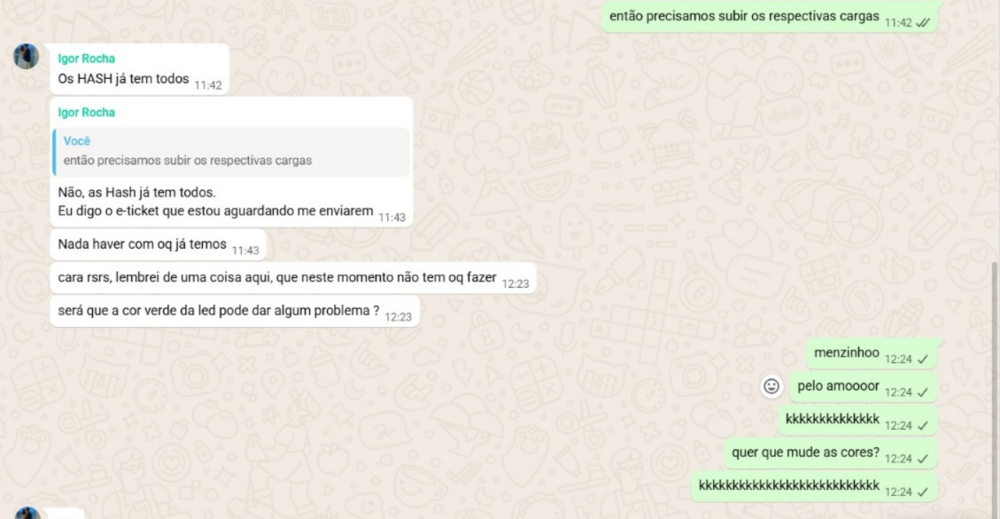 então precisamos subir os respectivas cargas 11:42
Igor Rocha
Os HASH já tem todos 11:42
Igor Rocha
Você
então precisamos subir os respectivas cargas
Não, as Hash já tem todos.
Eu digo o e-ticket que estou aguardando me enviarem 11:43
Nada haver com oq já temos 11:43
cara rsrs, lembrei de uma coisa aqui, que neste momento não tem oq fazer 12:23
será que a cor verde da led pode dar algum problema ? 12:23
menzinhoo 12:24
pelo amoooor 12:24
kkkkkkkkkkkkkk 12:24
quer que mude as cores? 12:24
kkkkkkkkkkkkkkkkkkkkkkkkkkk 12:24